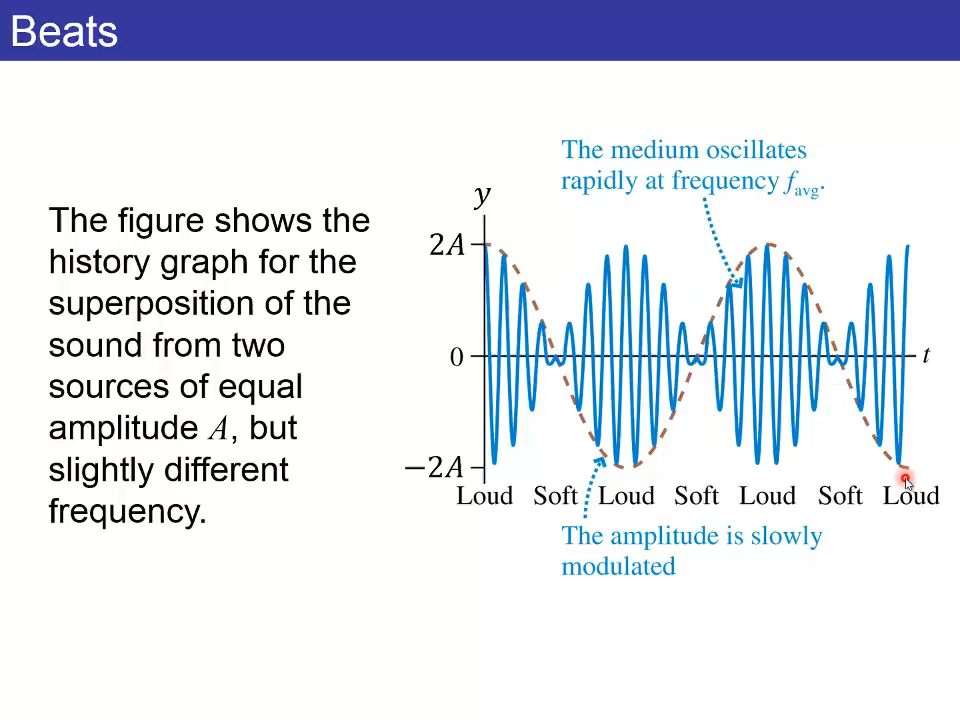 Beats
The figure shows the
history graph for the
superposition of the
sound from two
sources of equal
amplitude A, but
slightly different
frequency.
The medium oscillates
rapidly at frequency favg.
y
2A
0
t
−2A
Loud Soft Loud Soft Loud Soft Loud
The amplitude is slowly
modulated